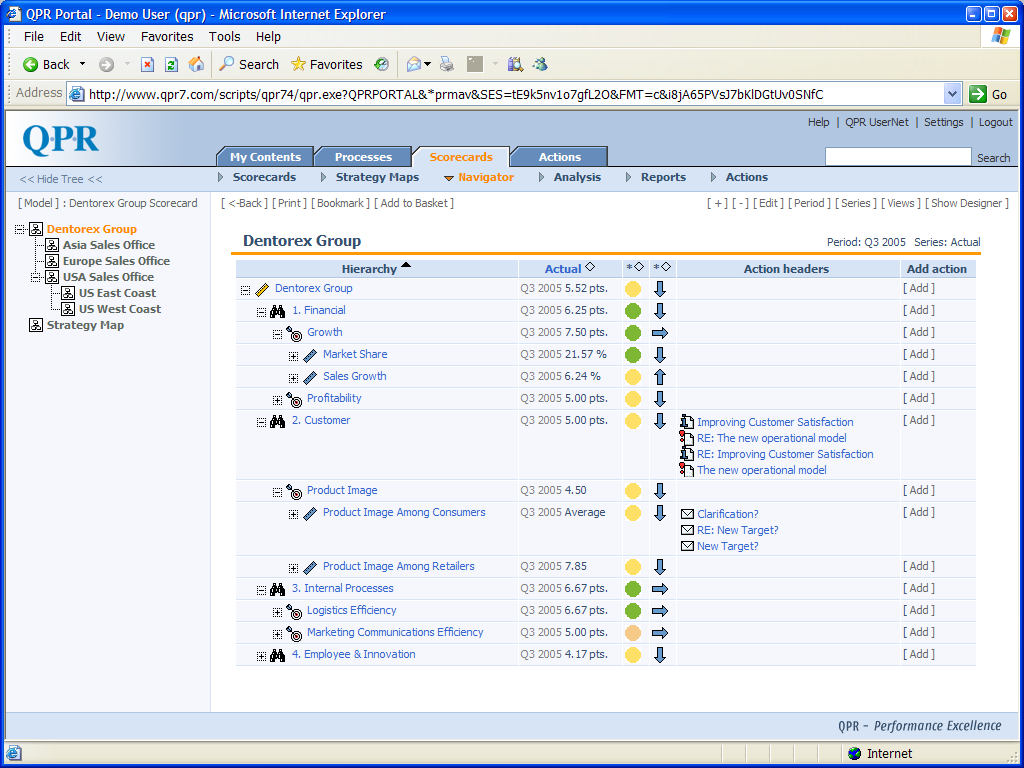 QPR Portal - Demo User (qpr) - Microsoft Internet Explorer
File Edit View Favorites Tools Help
Back Search Favorites
Address http://www.qpr7.com/scripts/qpr74/qpr.exe?QPRPORTAL&*prmav&SES=tE9k5nv1o7gfL2O&FMT=c&i8jA65PVsJ7bKlDGtUv0SNfC Go
Help | QPR UserNet | Settings | Logout
QPR
My Contents Processes Scorecards Actions
Search
<< Hide Tree <<
Scorecards Strategy Maps Navigator Analysis Reports Actions
[ Model ] : Dentorex Group Scorecard
[ <-Back ] [ Print ] [ Bookmark ] [ Add to Basket ]
[ + ] [ - ] [ Edit ] [ Period ] [ Series ] [ Views ] [ Show Designer ]
Dentorex Group
Asia Sales Office
Europe Sales Office
USA Sales Office
US East Coast
US West Coast
Strategy Map
Dentorex Group
Period: Q3 2005 Series: Actual
Hierarchy Actual * * Action headers Add action
Dentorex Group Q3 2005 5.52 pts. [ Add ]
1. Financial Q3 2005 6.25 pts. [ Add ]
Growth Q3 2005 7.50 pts. [ Add ]
Market Share Q3 2005 21.57 % [ Add ]
Sales Growth Q3 2005 6.24 % [ Add ]
Profitability Q3 2005 5.00 pts. [ Add ]
2. Customer Q3 2005 5.00 pts. [ Add ]
Improving Customer Satisfaction
RE: The new operational model
RE: Improving Customer Satisfaction
The new operational model
Product Image Q3 2005 4.50 [ Add ]
Product Image Among Consumers Q3 2005 Average [ Add ]
Clarification?
RE: New Target?
New Target?
Product Image Among Retailers Q3 2005 7.85 [ Add ]
3. Internal Processes Q3 2005 6.67 pts. [ Add ]
Logistics Efficiency Q3 2005 6.67 pts. [ Add ]
Marketing Communications Efficiency Q3 2005 5.00 pts. [ Add ]
4. Employee & Innovation Q3 2005 4.17 pts. [ Add ]
QPR - Performance Excellence
Internet